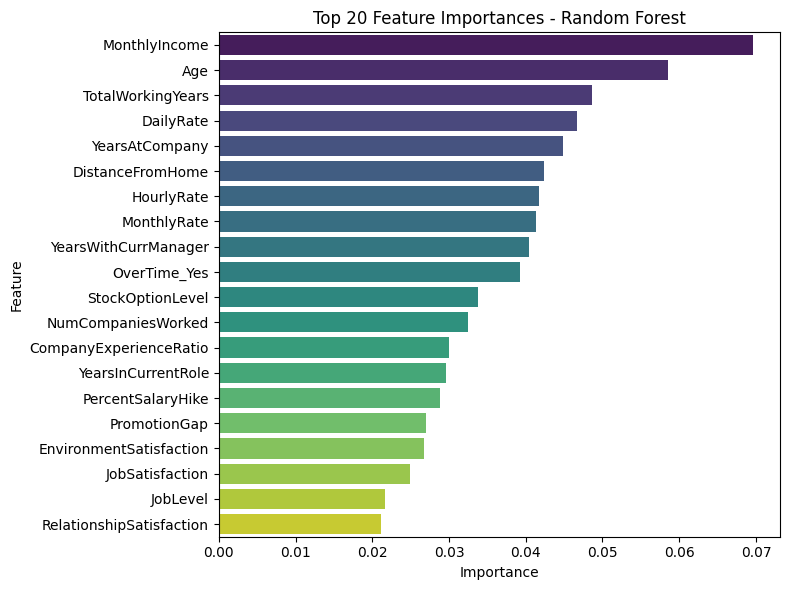 Top 20 Feature Importances - Random Forest
MonthlyIncome
Age
TotalWorkingYears
DailyRate
YearsAtCompany
DistanceFromHome
HourlyRate
MonthlyRate
YearsWithCurrManager
OverTime_Yes
StockOptionLevel
NumCompaniesWorked
CompanyExperienceRatio
YearsInCurrentRole
PercentSalaryHike
PromotionGap
EnvironmentSatisfaction
JobSatisfaction
JobLevel
RelationshipSatisfaction
Feature
0.00 0.01 0.02 0.03 0.04 0.05 0.06 0.07
Importance